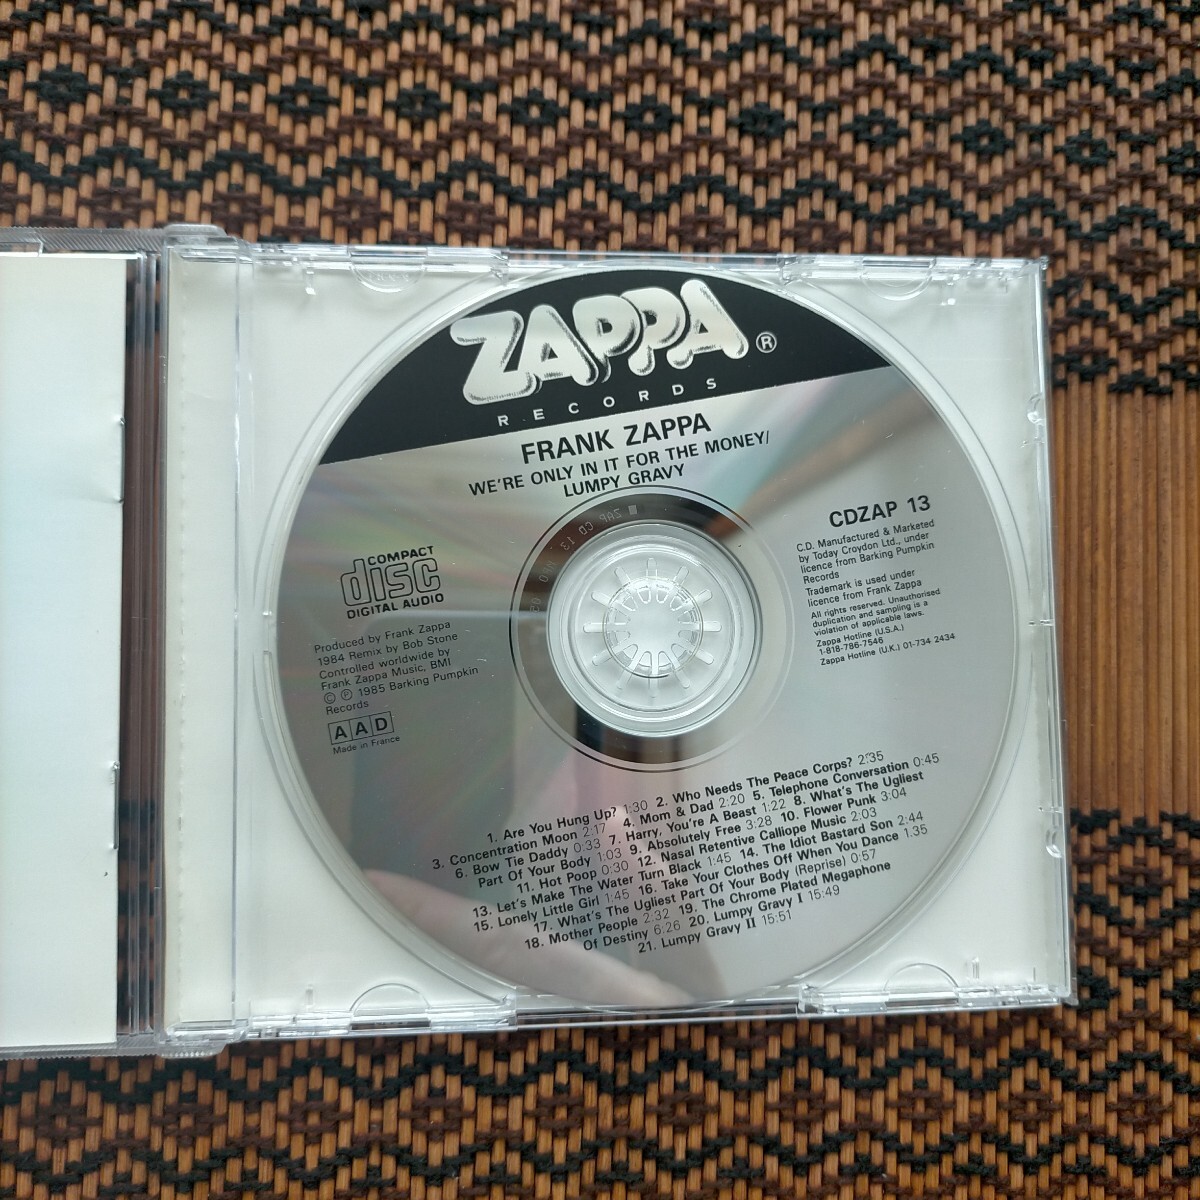 ZAPPA ®
RECORDS
FRANK ZAPPA
WE'RE ONLY IN IT FOR THE MONEY/
LUMPY GRAVY
COMPACT
disc
DIGITAL AUDIO
Produced by Frank Zappa
1984 Remix by Bob Stone
Controlled worldwide by
Frank Zappa Music, BMI
© ℗ 1985 Barking Pumpkin
Records
AAD
Made in France
CDZAP 13
C.D. Manufactured & Marketed
by Today Croydon Ltd., under
licence from Barking Pumpkin
Records
Trademark is used under
licence from Frank Zappa
All rights reserved. Unauthorised
duplication and sampling is a
violation of applicable laws.
Zappa Hotline (U.S.A.)
1-818-786-7546
Zappa Hotline (U.K.) 01-734 2434
ZAP CD 13
1. Are You Hung Up? 1:30 2. Who Needs The Peace Corps? 2:35
3. Concentration Moon 2:17 4. Mom & Dad 2:20 5. Telephone Conversation 0:45
6. Bow Tie Daddy 0:33 7. Harry, You're A Beast 1:22 8. What's The Ugliest
Part Of Your Body 1:03 9. Absolutely Free 3:28 10. Flower Punk 3:04
11. Hot Poop 0:30 12. Nasal Retentive Calliope Music 2:03
13. Let's Make The Water Turn Black 1:45 14. The Idiot Bastard Son 2:44
15. Lonely Little Girl 1:45 16. Take Your Clothes Off When You Dance 1.35
17. What's The Ugliest Part Of Your Body (Reprise) 0:57
18. Mother People 2:32 19. The Chrome Plated Megaphone
Of Destiny 6:26 20. Lumpy Gravy I 15:49
21. Lumpy Gravy II 15:51